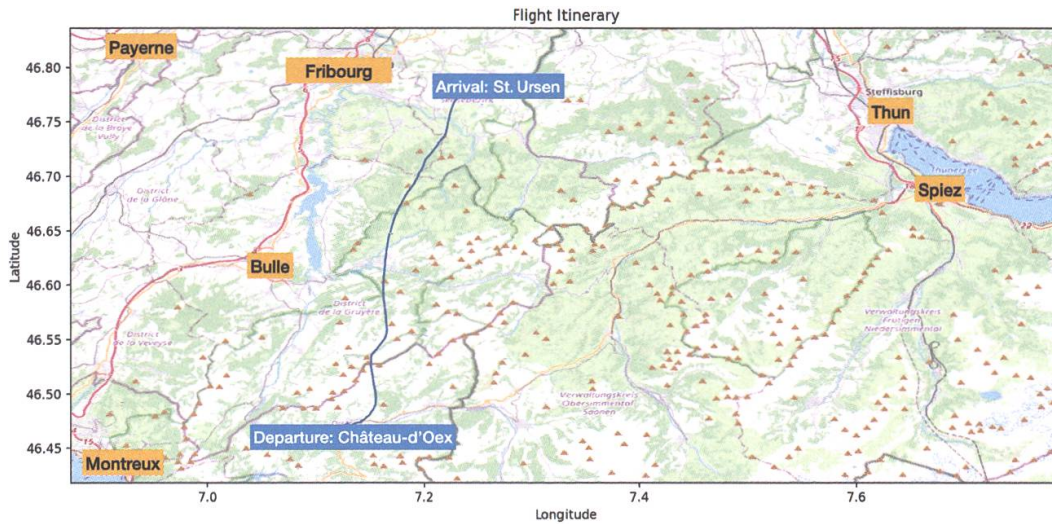 Flight Itinerary
Payerne
46.80
Fribourg
Arrival: St. Ursen
Steffisburg
46.75
District
de la Broye
Vully
Thun
46.70
District
de la Glâne
Thunersee
Spiez
46.65
Latitude
Bulle
46.60
District
de la Gruyère
Verwaltungskreis
Frutigen
Niedersimmental
46.55
District
de la Veveyse
46.50
Verwaltungskreis
Obersimmental
Saanen
46.45
Departure: Château-d'Oex
Montreux
7.0
7.2
7.4
7.6
Longitude